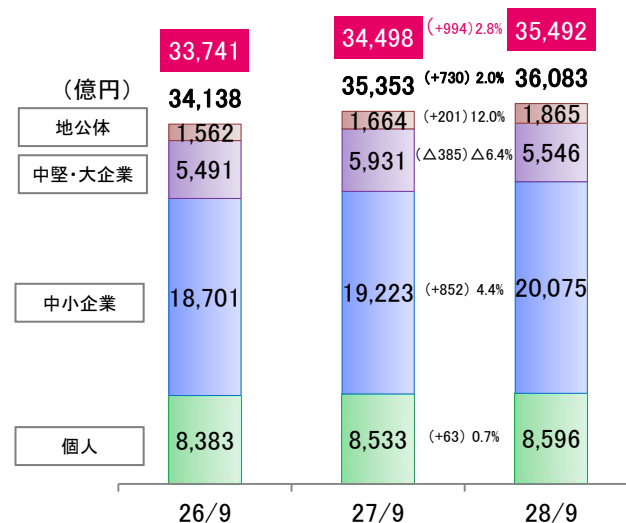 33,741 34,498 (+994) 2.8% 35,492
(億円) 34,138 35,353 (+730) 2.0% 36,083
地公体 1,562 1,664 (+201) 12.0% 1,865
中堅・大企業 5,491 5,931 (△385) △6.4% 5,546
中小企業 18,701 19,223 (+852) 4.4% 20,075
個人 8,383 8,533 (+63) 0.7% 8,596
26/9 27/9 28/9